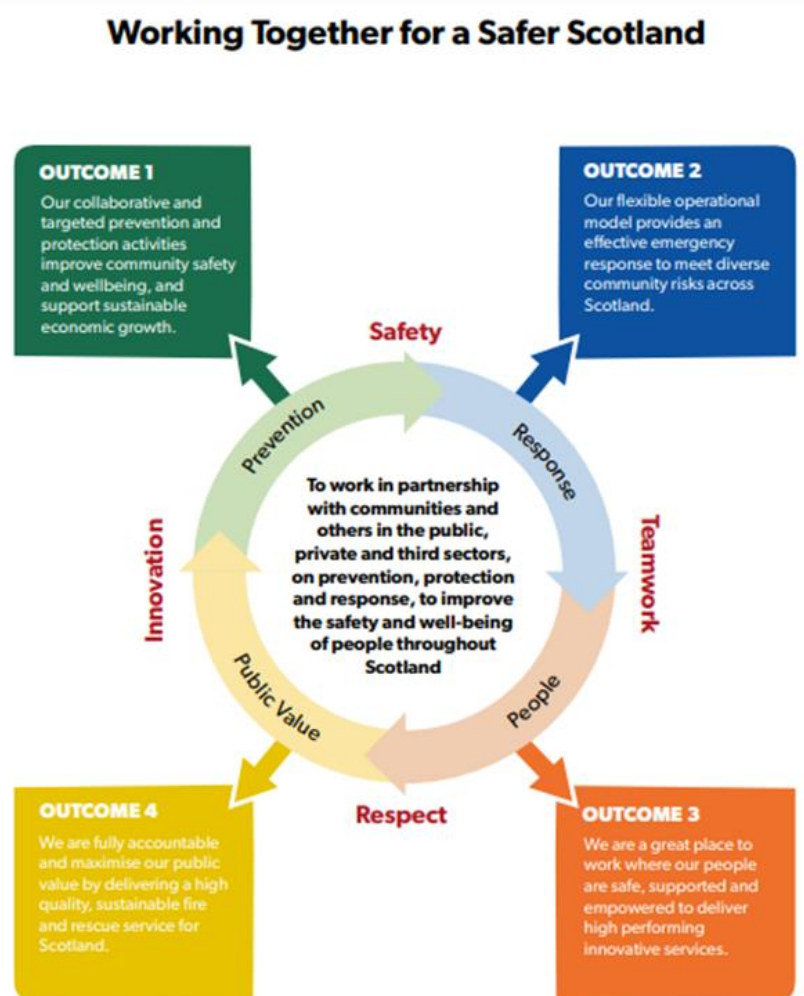 Working Together for a Safer Scotland
OUTCOME 1
Our collaborative and
targeted prevention and
protection activities
improve community safety
and wellbeing, and
support sustainable
economic growth.
OUTCOME 2
Our flexible operational
model provides an
effective emergency
response to meet diverse
community risks across
Scotland.
Safety
Prevention
Response
Innovation
To work in partnership
with communities and
others in the public,
private and third sectors,
on prevention, protection
and response, to improve
the safety and well-being
of people throughout
Scotland
Teamwork
Public Value
People
Respect
OUTCOME 4
We are fully accountable
and maximise our public
value by delivering a high
quality, sustainable fire
and rescue service for
Scotland.
OUTCOME 3
We are a great place to
work where our people
are safe, supported and
empowered to deliver
high performing
innovative services.